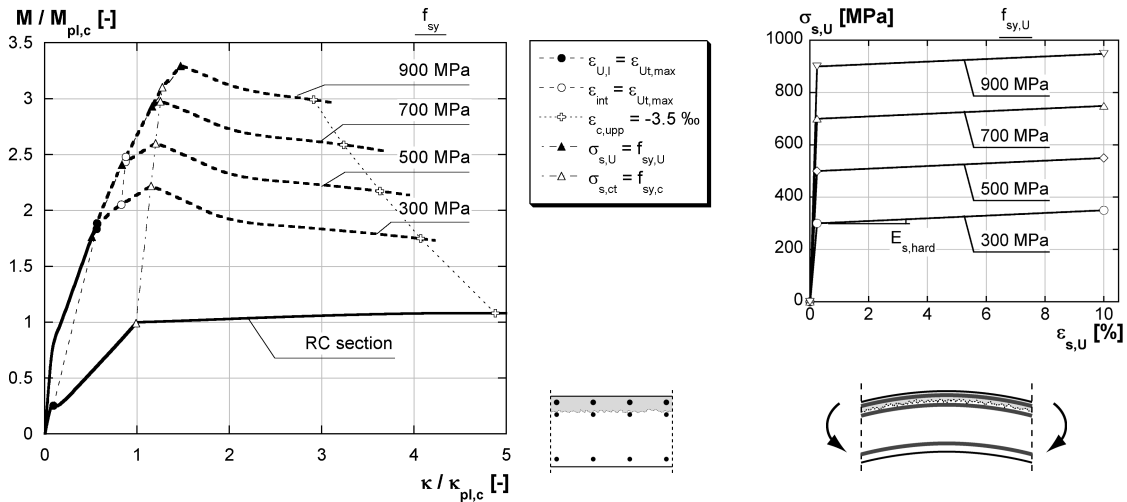 M / M_pl,c [-]
f_sy
3.5
3
2.5
2
1.5
1
0.5
0
900 MPa
700 MPa
500 MPa
300 MPa
RC section
0 1 2 3 4 5
κ / κ_pl,c [-]
ε_U,l = ε_Ut,max
ε_int = ε_Ut,max
ε_c,upp = -3.5 ‰
σ_s,U = f_sy,U
σ_s,ct = f_sy,c
σ_s,U [MPa]
f_sy,U
1000
800
600
400
200
0
900 MPa
700 MPa
500 MPa
300 MPa
E_s,hard
0 2 4 6 8 10
ε_s,U [%]